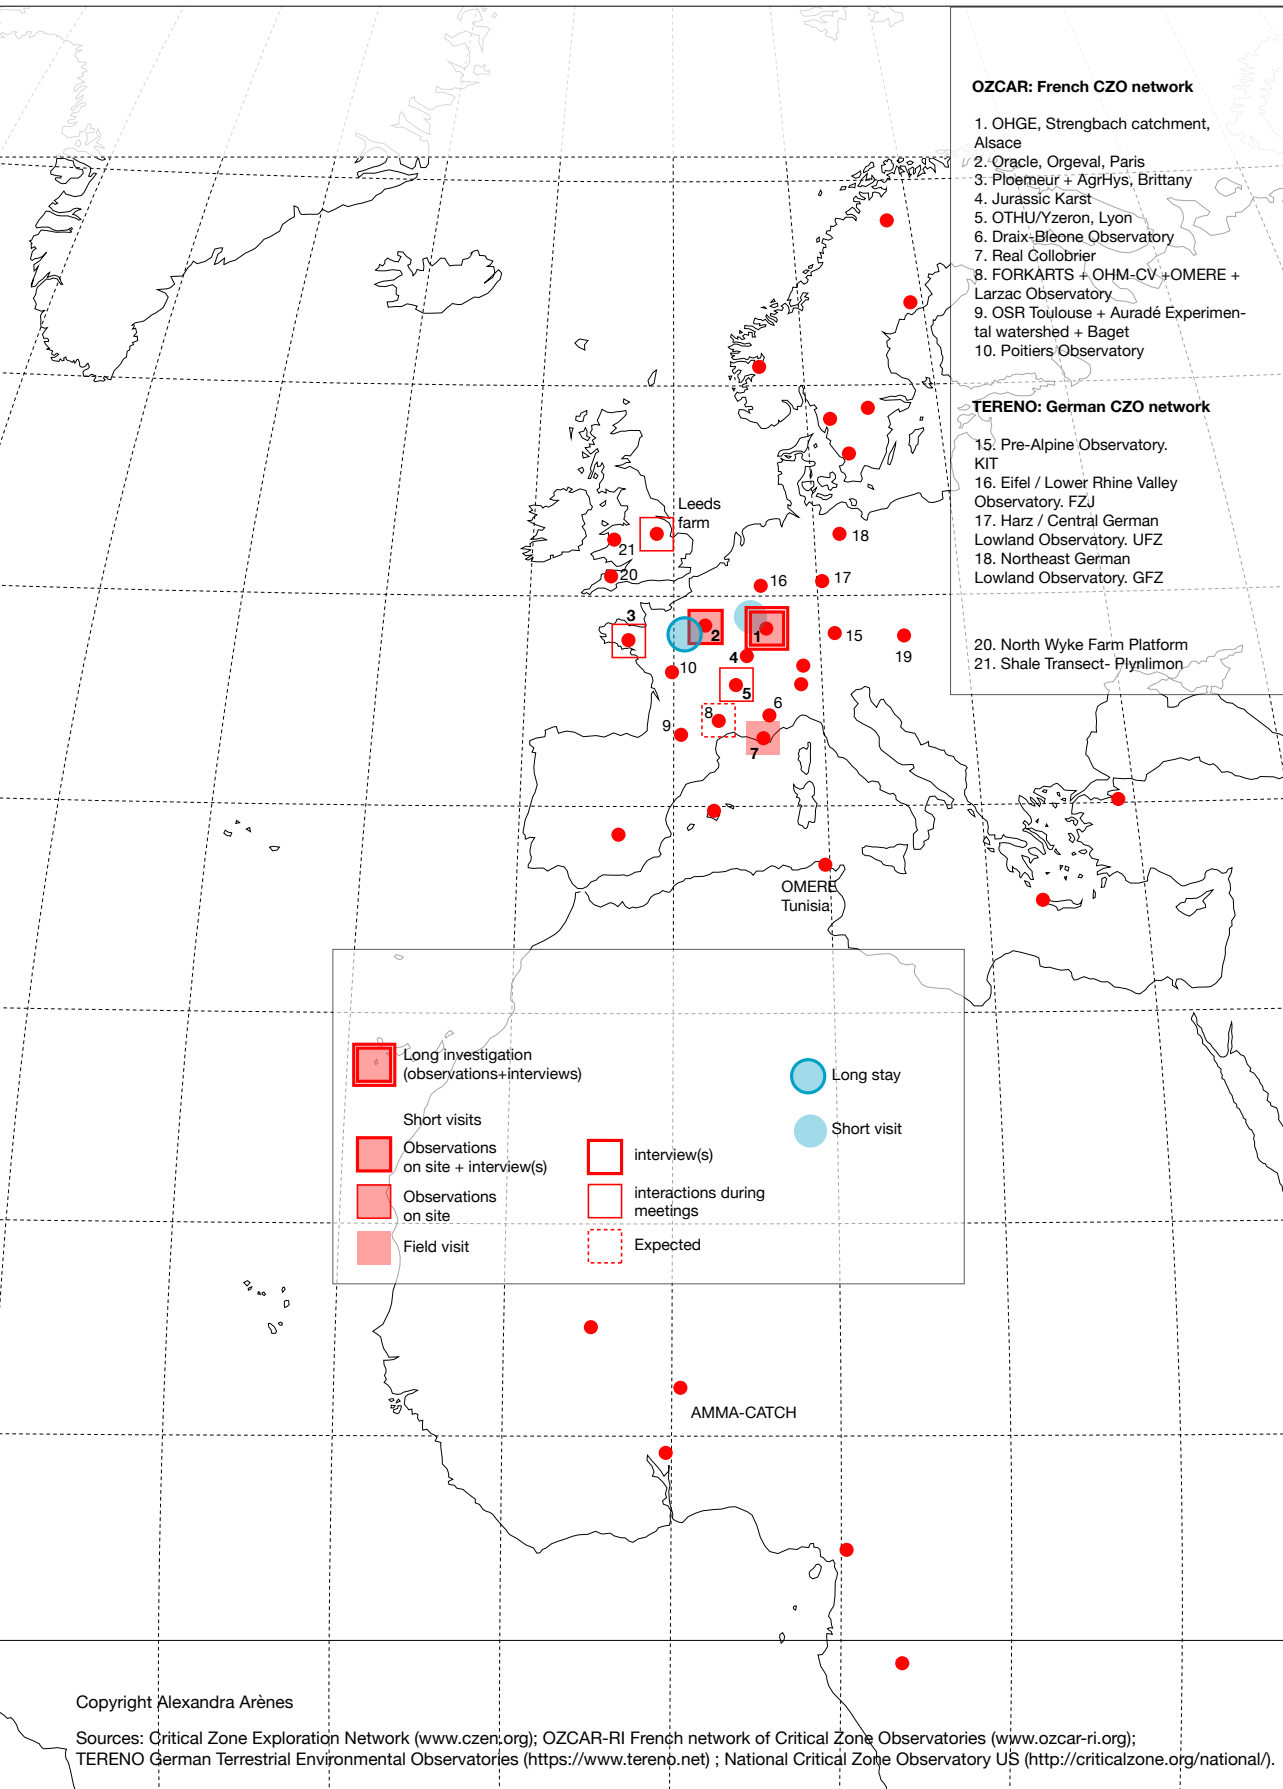 OZCAR: French CZO network
1. OHGE, Strengbach catchment,
Alsace
2. Oracle, Orgeval, Paris
3. Ploemeur + AgrHys, Brittany
4. Jurassic Karst
5. OTHU/Yzeron, Lyon
6. Draix-Bleone Observatory
7. Real Collobrier
8. FORKARTS + OHM-CV +OMERE +
Larzac Observatory
9. OSR Toulouse + Auradé Experimen-
tal watershed + Baget
10. Poitiers Observatory
TERENO: German CZO network
15. Pre-Alpine Observatory.
KIT
16. Eifel / Lower Rhine Valley
Observatory. FZJ
17. Harz / Central German
Lowland Observatory. UFZ
18. Northeast German
Lowland Observatory. GFZ
20. North Wyke Farm Platform
21. Shale Transect- Plynlimon
Leeds
farm
18
21
20
16
17
3
2
1
15
19
4
10
5
8
6
9
7
OMERE
Tunisia
Long investigation
(observations+interviews)
Short visits
Observations
on site + interview(s)
Observations
on site
Field visit
interview(s)
interactions during
meetings
Expected
Long stay
Short visit
AMMA-CATCH
Copyright Alexandra Arènes
Sources: Critical Zone Exploration Network (www.czen.org); OZCAR-RI French network of Critical Zone Observatories (www.ozcar-ri.org);
TERENO German Terrestrial Environmental Observatories (https://www.tereno.net) ; National Critical Zone Observatory US (http://criticalzone.org/national/).